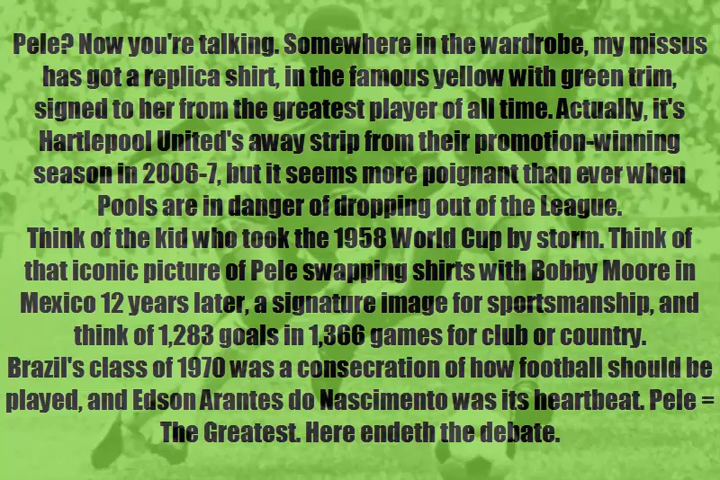 Pele? Now you're talking. Somewhere in the wardrobe, my missus
has got a replica shirt, in the famous yellow with green trim,
signed to her from the greatest player of all time. Actually, it's
Hartlepool United's away strip from their promotion-winning
season in 2006-7, but it seems more poignant than ever when
Pools are in danger of dropping out of the League.
Think of the kid who took the 1958 World Cup by storm. Think of
that iconic picture of Pele swapping shirts with Bobby Moore in
Mexico 12 years later, a signature image for sportsmanship, and
think of 1,283 goals in 1,366 games for club or country.
Brazil's class of 1970 was a consecration of how football should be
played, and Edson Arantes do Nascimento was its heartbeat. Pele =
The Greatest. Here endeth the debate.